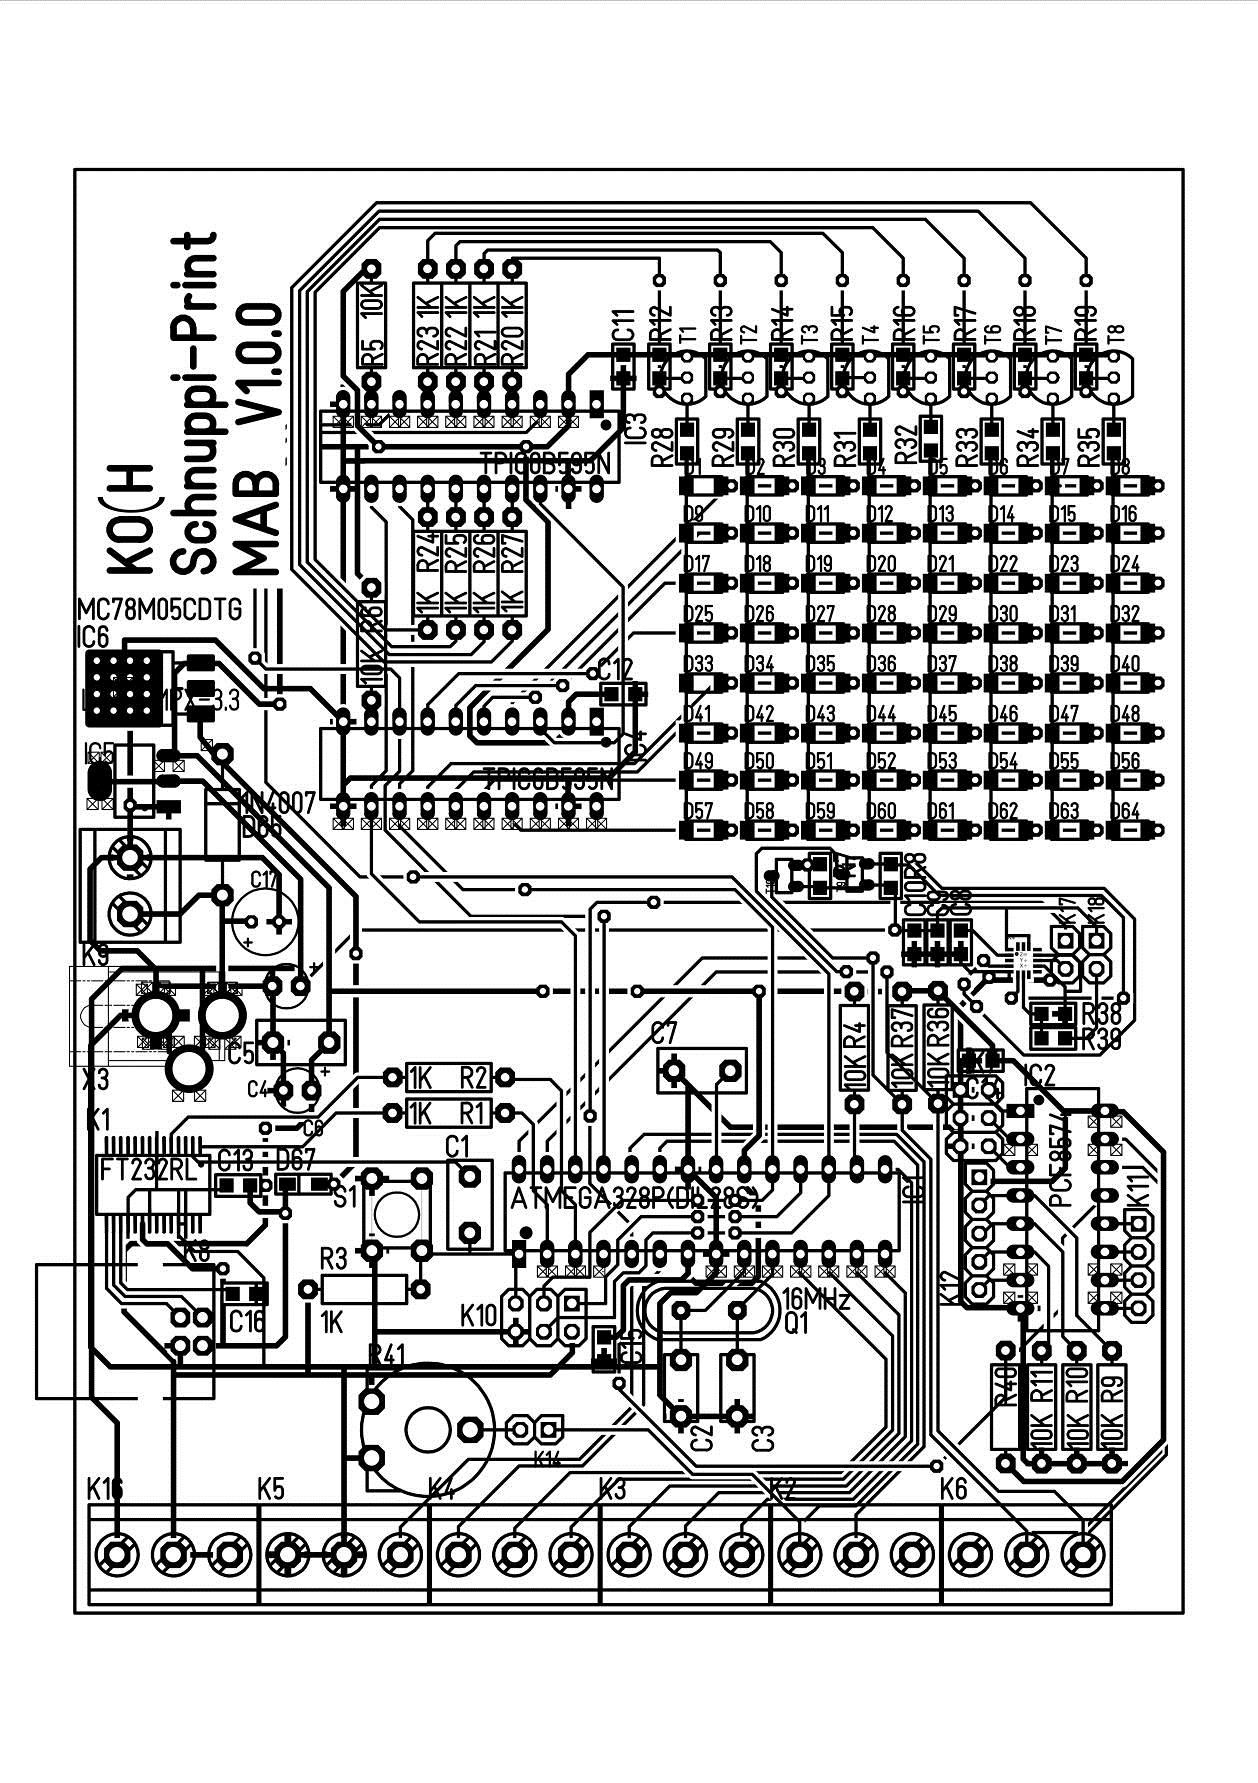 KO(H
Schnuppi-Print
MAB V1.0.0
R5 10K
R23 1K
R22 1K
R21 1K
R20 1K
C11
R12
T1
R13
T2
R14
T3
R15
T4
R16
T5
R17
T6
R18
T7
R19
T8
IC3
TPIC6B595N
R28
R29
R30
R31
R32
R33
R34
R35
D1 D2 D3 D4 D5 D6 D7 D8
D9 D10 D11 D12 D13 D14 D15 D16
D17 D18 D19 D20 D21 D22 D23 D24
D25 D26 D27 D28 D29 D30 D31 D32
D33 D34 D35 D36 D37 D38 D39 D40
D41 D42 D43 D44 D45 D46 D47 D48
D49 D50 D51 D52 D53 D54 D55 D56
D57 D58 D59 D60 D61 D62 D63 D64
1K R24
1K R25
1K R26
1K R27
10K R6
MC78M05CDTG
IC6
MPX-3.3
IC5
C12
IC4
TPIC6B595N
1N4007
D65
C17
K9
R8
C10
C9
C8
K17
K18
R38
R39
X3
C5
C4
C6
K1
FT232RL
C13
D67
S1
1K R2
1K R1
C1
C7
10K R4
10K R37
10K R36
IC2
PCF8574
K11
K12
ATMEGA328P(DIL28S)
IC1
K8
C16
R3
1K
K10
C15
16MHz
Q1
R41
K14
C2
C3
R40
10K R11
10K R10
10K R9
K16
K5
K4
K3
K2
K6